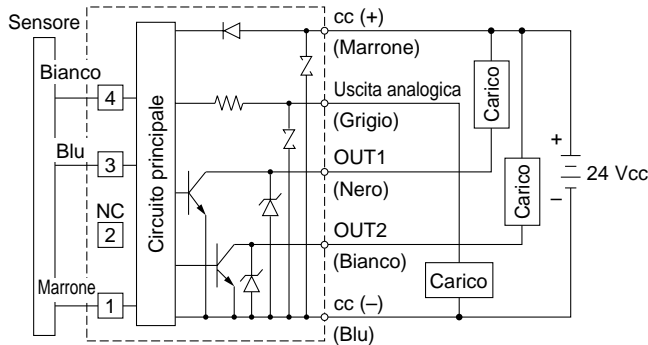 Sensore
Bianco
4
Blu
3
NC
2
Marrone
1
Circuito principale
cc (+)
(Marrone)
Uscita analogica
(Grigio)
OUT1
(Nero)
OUT2
(Bianco)
cc (–)
(Blu)
Carico
Carico
Carico
+
24 Vcc
–